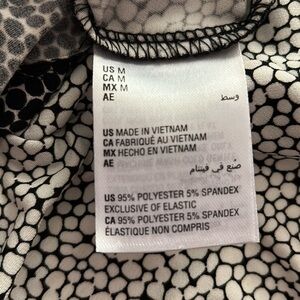 US M
CA M
MX M
AE وسط
US MADE IN VIETNAM
CA FABRIQUÉ AU VIETNAM
MX HECHO EN VIETNAM
AE صنع في فيتنام
US 95% POLYESTER 5% SPANDEX
EXCLUSIVE OF ELASTIC
CA 95% POLYESTER 5% SPANDEX
ÉLASTIQUE NON COMPRIS